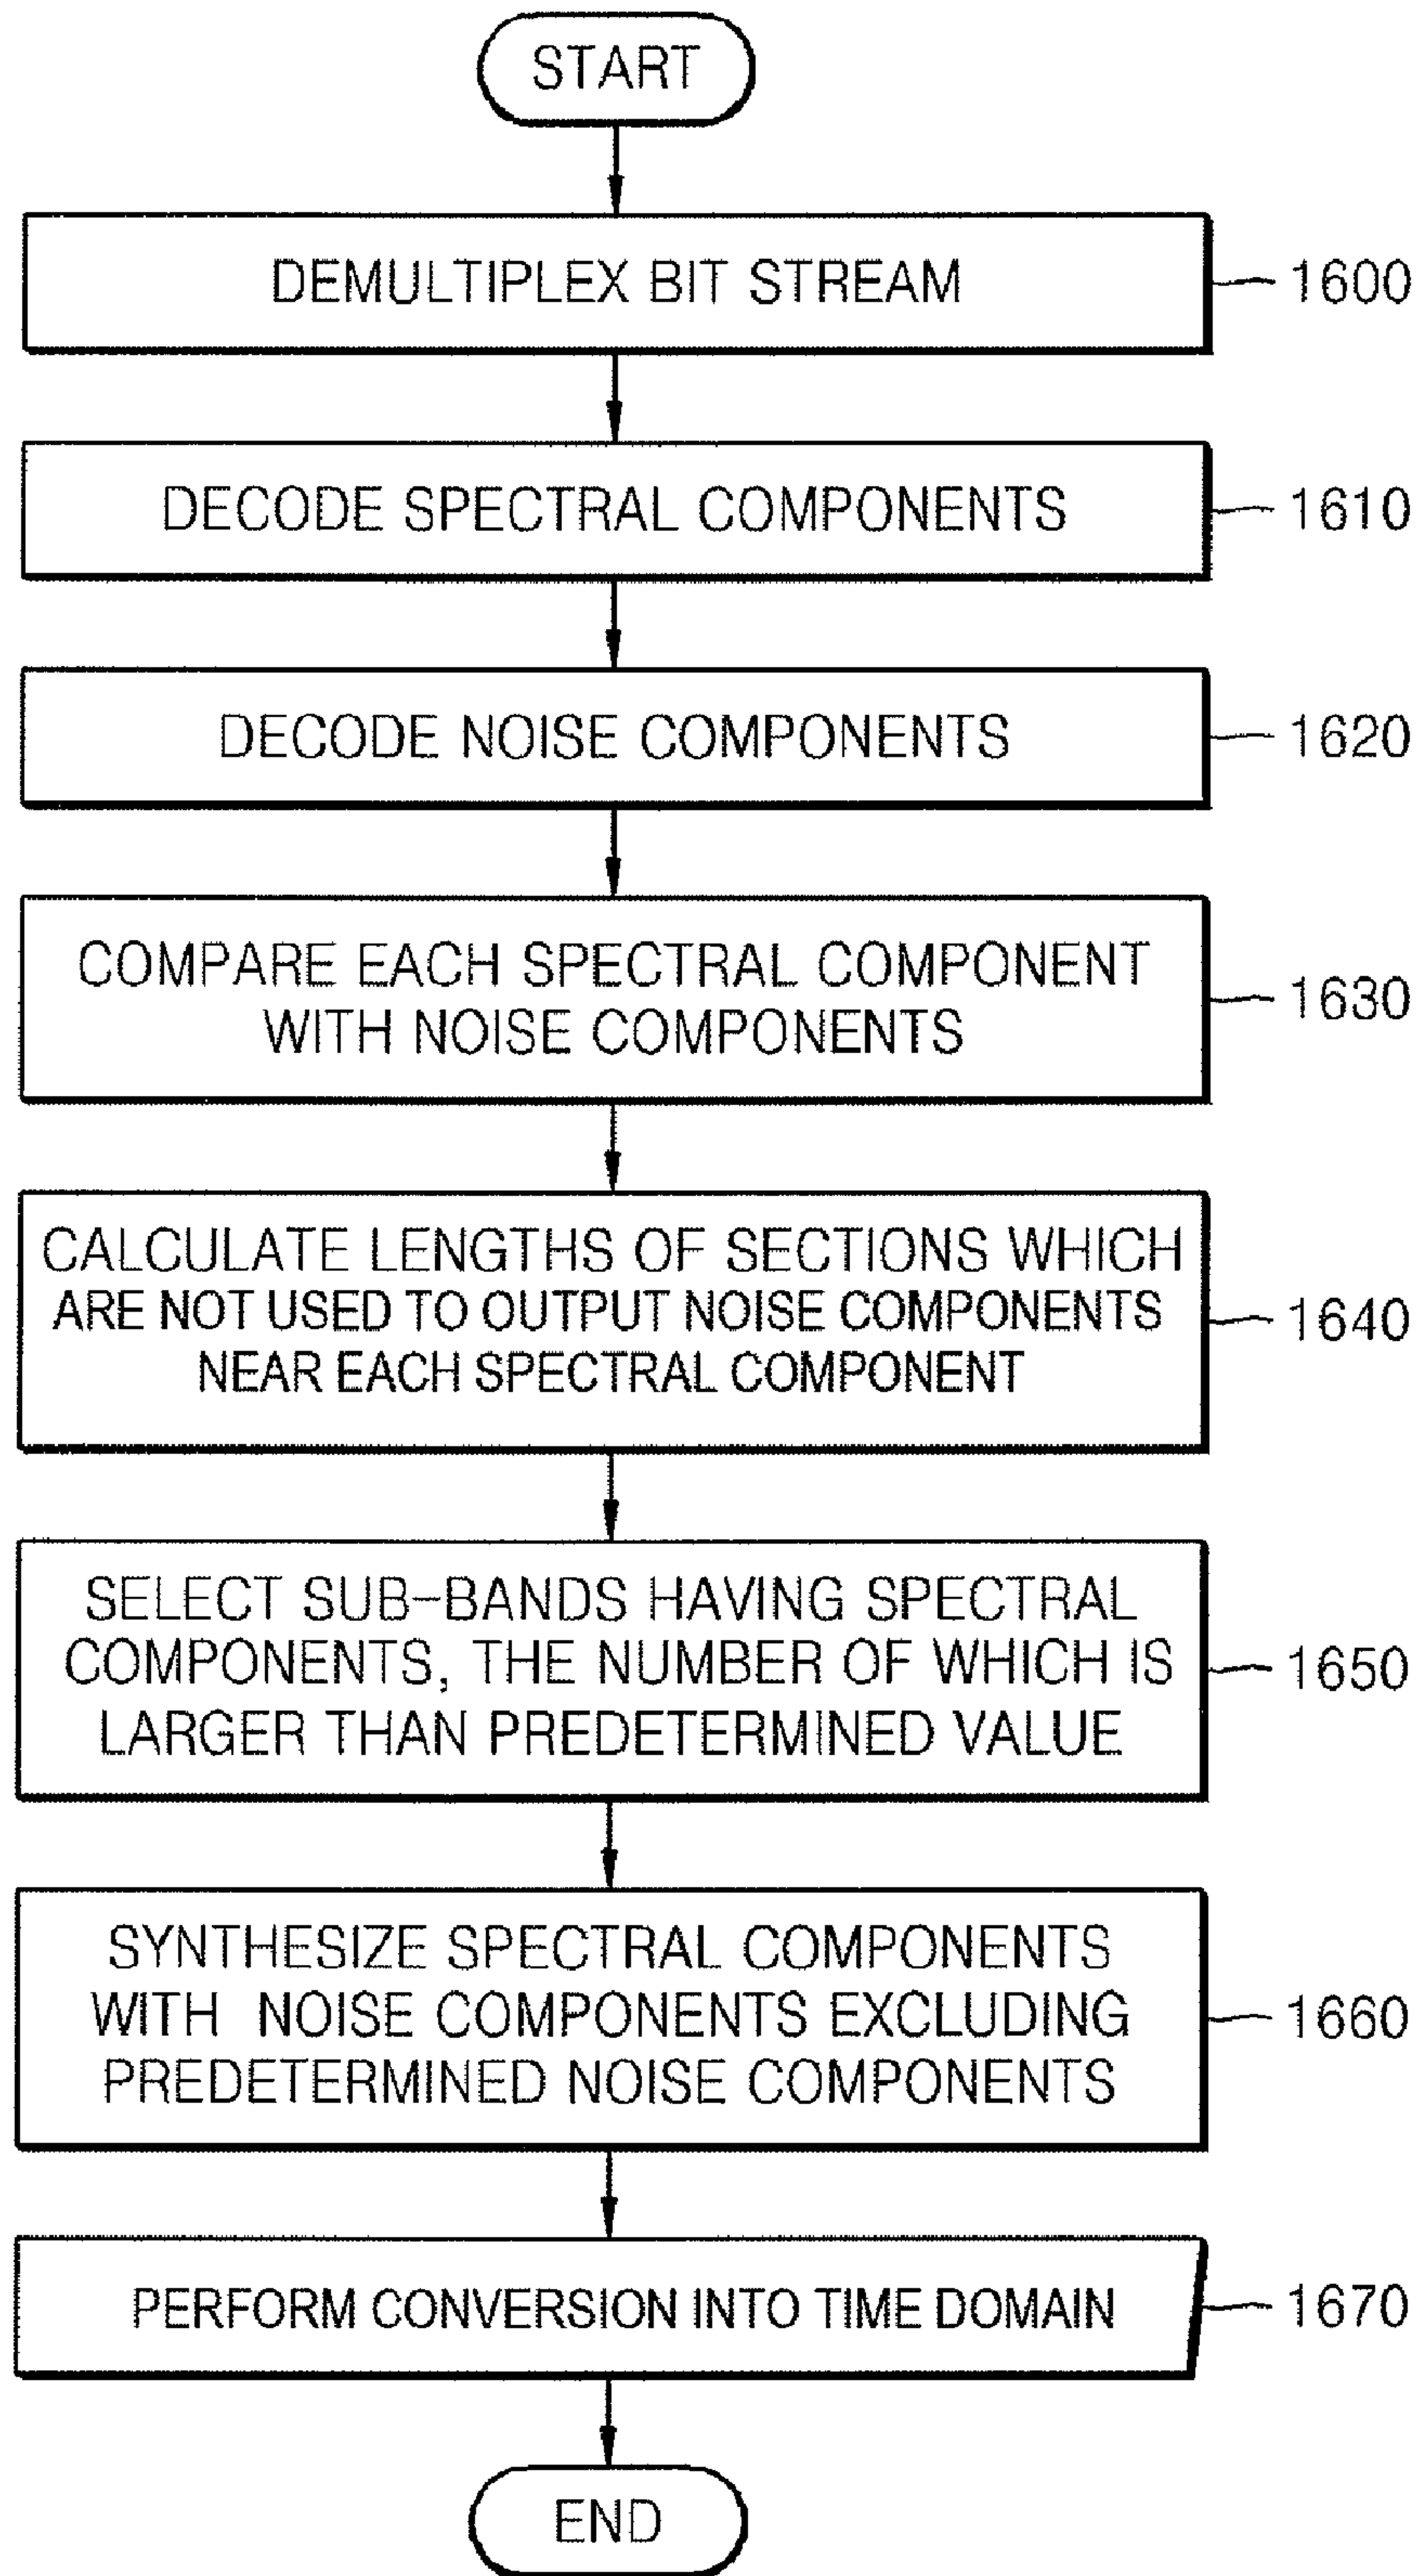 START
DEMULTIPLEX BIT STREAM
1600
DECODE SPECTRAL COMPONENTS
1610
DECODE NOISE COMPONENTS
1620
COMPARE EACH SPECTRAL COMPONENT
WITH NOISE COMPONENTS
1630
CALCULATE LENGTHS OF SECTIONS WHICH
ARE NOT USED TO OUTPUT NOISE COMPONENTS
NEAR EACH SPECTRAL COMPONENT
1640
SELECT SUB-BANDS HAVING SPECTRAL
COMPONENTS, THE NUMBER OF WHICH IS
LARGER THAN PREDETERMINED VALUE
1650
SYNTHESIZE SPECTRAL COMPONENTS
WITH NOISE COMPONENTS EXCLUDING
PREDETERMINED NOISE COMPONENTS
1660
PERFORM CONVERSION INTO TIME DOMAIN
1670
END